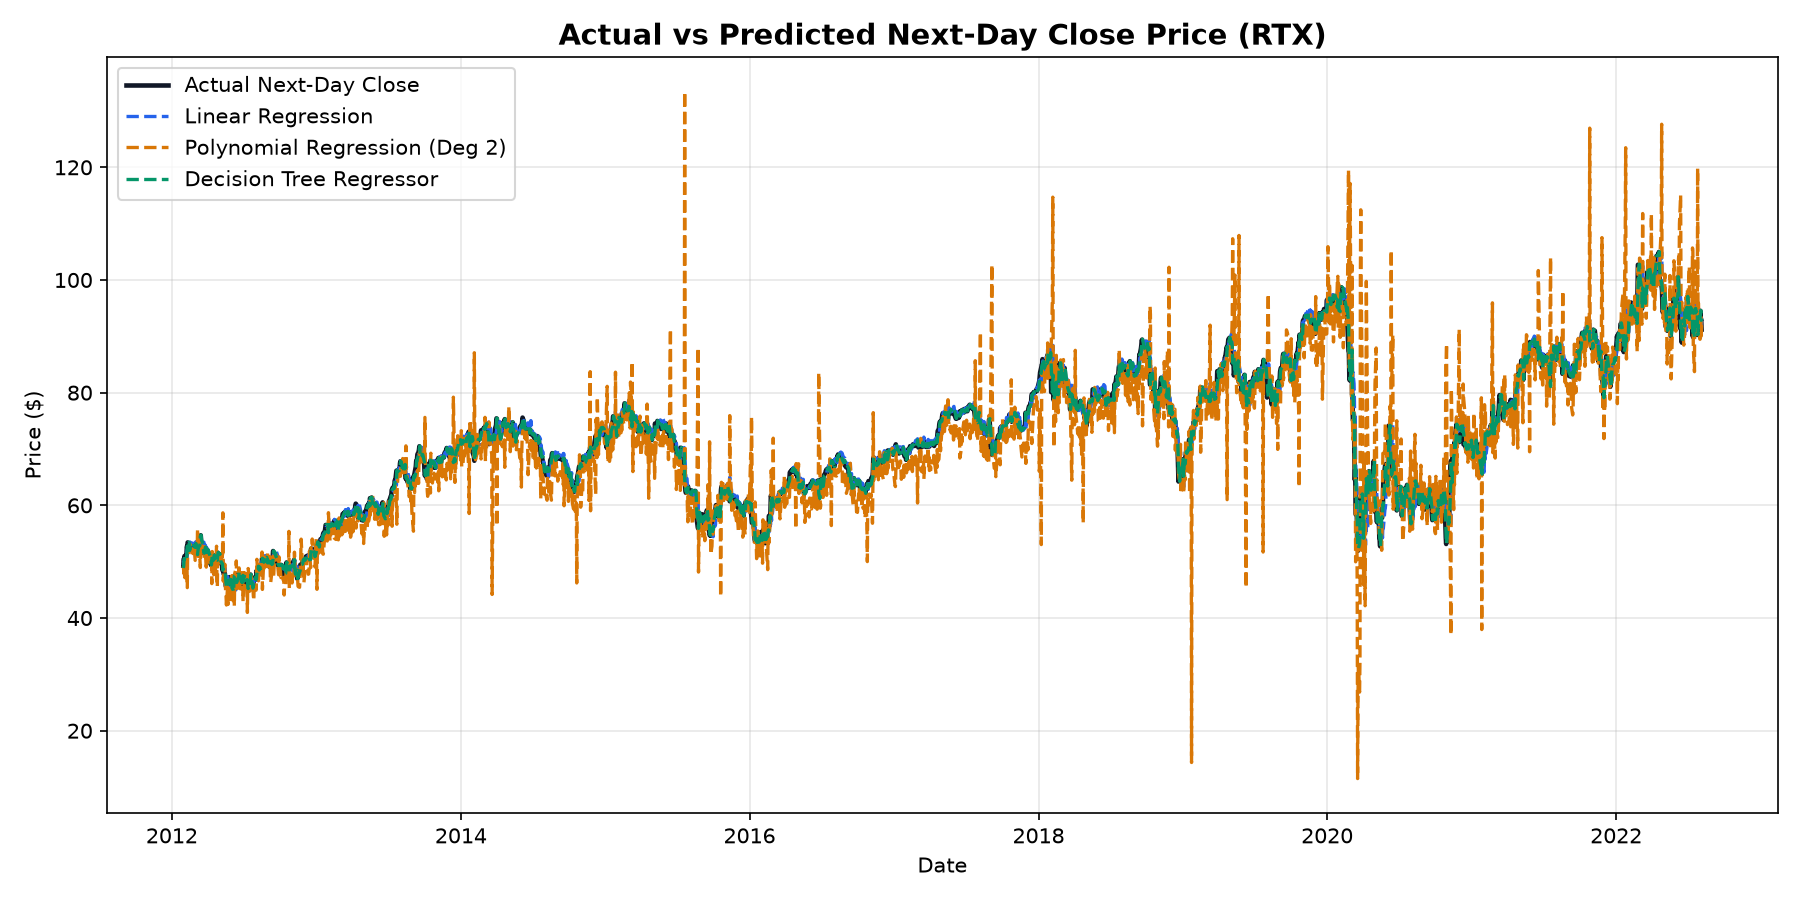 Actual vs Predicted Next-Day Close Price (RTX)
Actual Next-Day Close
Linear Regression
Polynomial Regression (Deg 2)
Decision Tree Regressor
120
100
80
60
40
20
Price ($)
2012 2014 2016 2018 2020 2022
Date